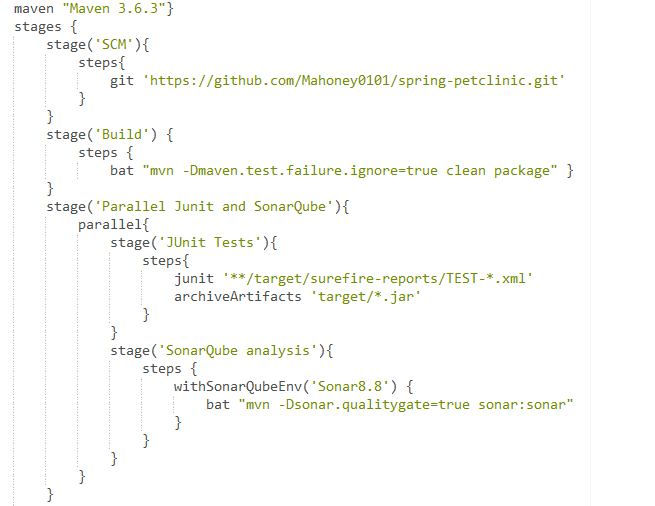 maven "Maven 3.6.3"}
stages {
stage('SCM'){
steps{
git 'https://github.com/Mahoney0101/spring-petclinic.git'
}
}
stage('Build') {
steps {
bat "mvn -Dmaven.test.failure.ignore=true clean package" }
}
stage('Parallel Junit and SonarQube'){
parallel{
stage('JUnit Tests'){
steps{
junit '**/target/surefire-reports/TEST-*.xml'
archiveArtifacts 'target/*.jar'
}
}
stage('SonarQube analysis'){
steps {
withSonarQubeEnv('Sonar8.8') {
bat "mvn -Dsonar.qualitygate=true sonar:sonar"
}
}
}
}
}